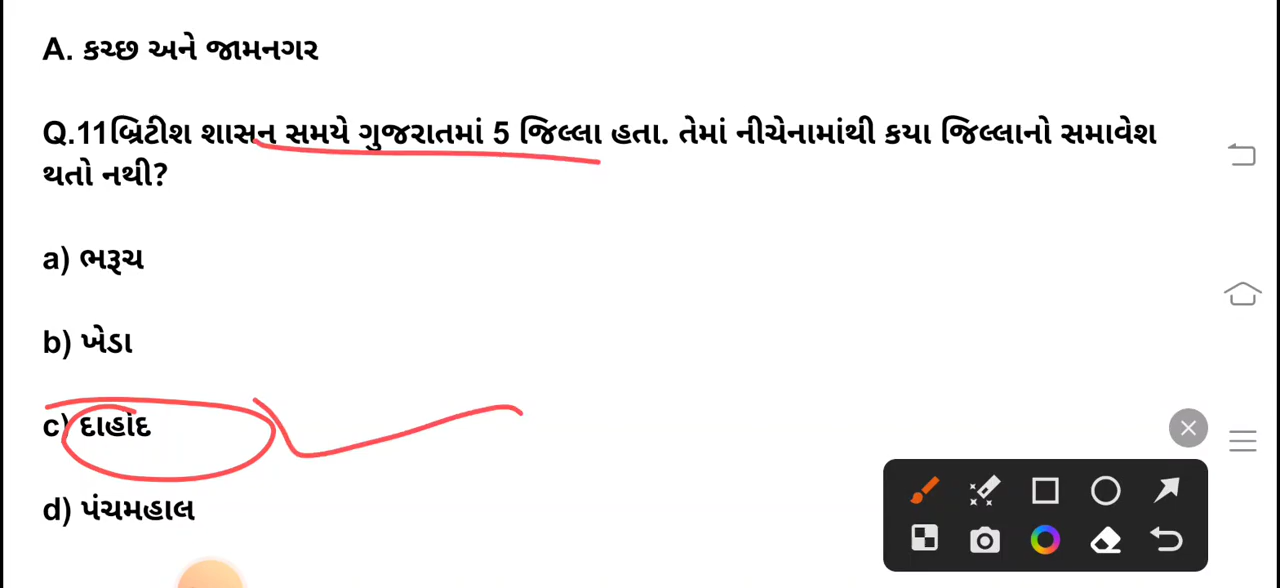 A. કચ્છ અને જામનગર
Q.11બ્રિટીશ શાસન સમયે ગુજરાતમાં 5 જિલ્લા હતા. તેમાં નીચેનામાંથી કયા જિલ્લાનો સમાવેશ
થતો નથી?
a) ભરૂચ
b) ખેડા
c) દાહોદ
d) પંચમહાલ